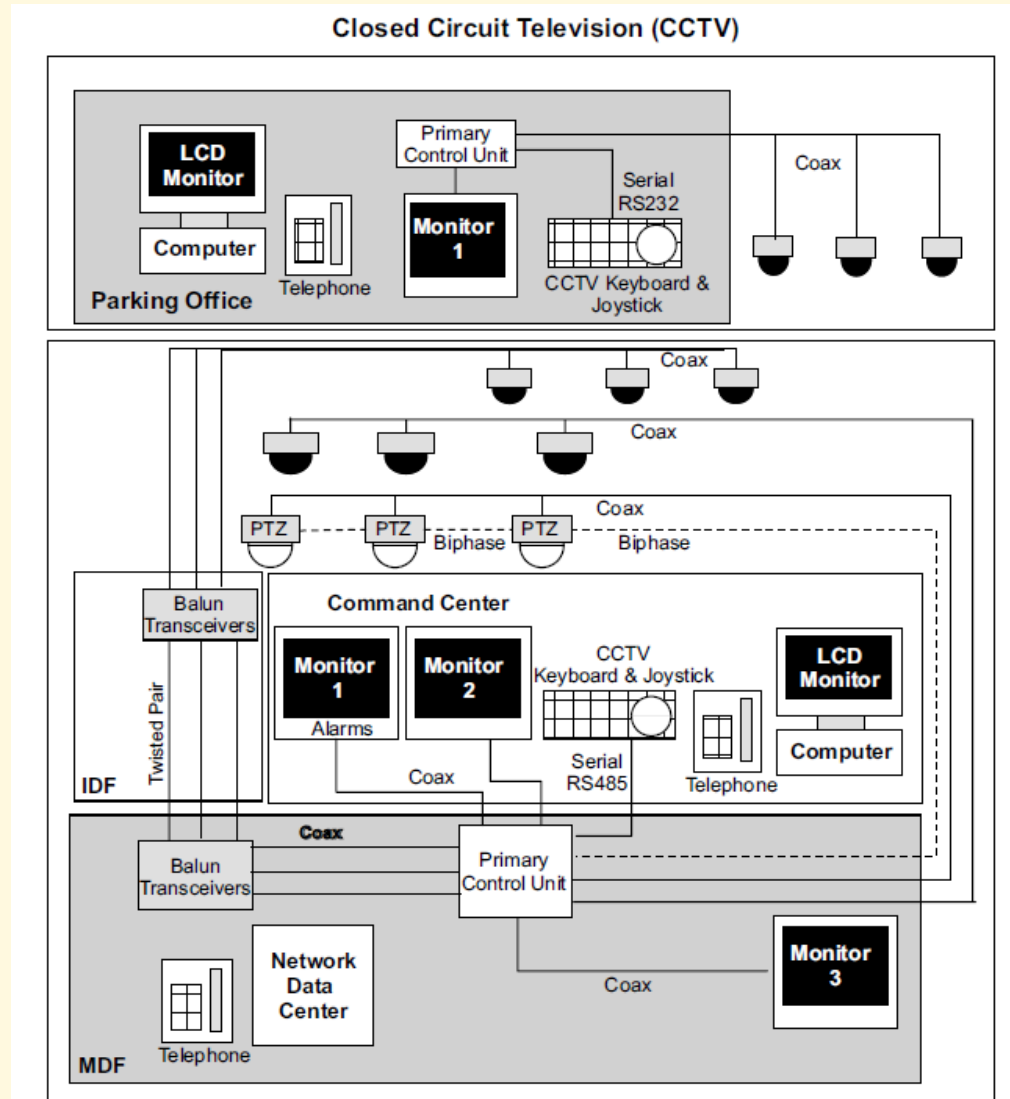 Closed Circuit Television (CCTV)
LCD
Monitor
Computer
Telephone
Parking Office
Primary
Control Unit
Monitor
1
Serial
RS232
CCTV Keyboard &
Joystick
Coax
Coax
Coax
Coax
PTZ
PTZ
PTZ
Biphase
Biphase
Balun
Transceivers
Twisted Pair
IDF
Command Center
Monitor
1
Alarms
Monitor
2
CCTV
Keyboard & Joystick
Serial
RS485
Coax
Telephone
LCD
Monitor
Computer
Coax
Balun
Transceivers
Primary
Control Unit
Network
Data
Center
Telephone
MDF
Coax
Monitor
3